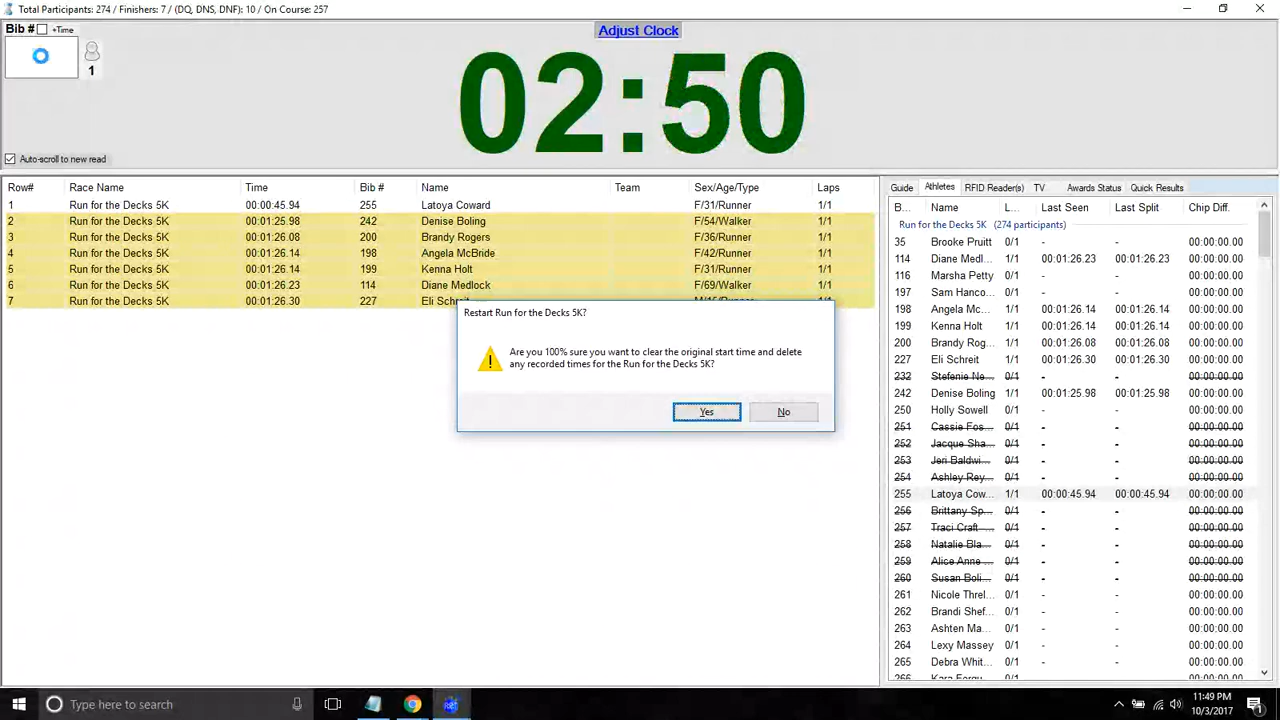 Total Participants: 274 / Finishers: 7 / (DQ, DNS, DNF): 10 / On Course: 257
Bib # +Time
Adjust Clock
1
02:50
Auto-scroll to new read
Row# Race Name Time Bib # Name Team Sex/Age/Type Laps
1 Run for the Decks 5K 00:00:45.94 255 Latoya Coward F/31/Runner 1/1
2 Run for the Decks 5K 00:01:25.98 242 Denise Boling F/54/Walker 1/1
3 Run for the Decks 5K 00:01:26.08 200 Brandy Rogers F/36/Runner 1/1
4 Run for the Decks 5K 00:01:26.14 198 Angela McBride F/42/Runner 1/1
5 Run for the Decks 5K 00:01:26.14 199 Kenna Holt F/31/Runner 1/1
6 Run for the Decks 5K 00:01:26.23 114 Diane Medlock F/69/Walker 1/1
7 Run for the Decks 5K 00:01:26.30 227 Eli Schreit
Restart Run for the Decks 5K?
Are you 100% sure you want to clear the original start time and delete
any recorded times for the Run for the Decks 5K?
Yes No
Guide Athletes RFID Reader(s) TV Awards Status Quick Results
B... Name L... Last Seen Last Split Chip Diff.
Run for the Decks 5K (274 participants)
35 Brooke Pruitt 0/1 - - 00:00:00.00
114 Diane Medl... 1/1 00:01:26.23 00:01:26.23 00:00:00.00
116 Marsha Petty 0/1 - - 00:00:00.00
197 Sam Hanco... 0/1 - - 00:00:00.00
198 Angela Mc... 1/1 00:01:26.14 00:01:26.14 00:00:00.00
199 Kenna Holt 1/1 00:01:26.14 00:01:26.14 00:00:00.00
200 Brandy Rog... 1/1 00:01:26.08 00:01:26.08 00:00:00.00
227 Eli Schreit 1/1 00:01:26.30 00:01:26.30 00:00:00.00
232 Stefenie Ne... 0/1 - - 00:00:00.00
242 Denise Boling 1/1 00:01:25.98 00:01:25.98 00:00:00.00
250 Holly Sowell 0/1 - - 00:00:00.00
251 Cassie Fos... 0/1 - - 00:00:00.00
252 Jacque Sha... 0/1 - - 00:00:00.00
253 Jeri Baldwi... 0/1 - - 00:00:00.00
254 Ashley Rey... 0/1 - - 00:00:00.00
255 Latoya Cow... 1/1 00:00:45.94 00:00:45.94 00:00:00.00
256 Brittany Sp... 0/1 - - 00:00:00.00
257 Traci Craft 0/1 - - 00:00:00.00
258 Natalie Bla... 0/1 - - 00:00:00.00
259 Alice Anne ... 0/1 - - 00:00:00.00
260 Susan Boli... 0/1 - - 00:00:00.00
261 Nicole Threl... 0/1 - - 00:00:00.00
262 Brandi Shef... 0/1 - - 00:00:00.00
263 Ashten Ma... 0/1 - - 00:00:00.00
264 Lexy Massey 0/1 - - 00:00:00.00
265 Debra Whit... 0/1 - - 00:00:00.00
Type here to search
11:49 PM
10/3/2017